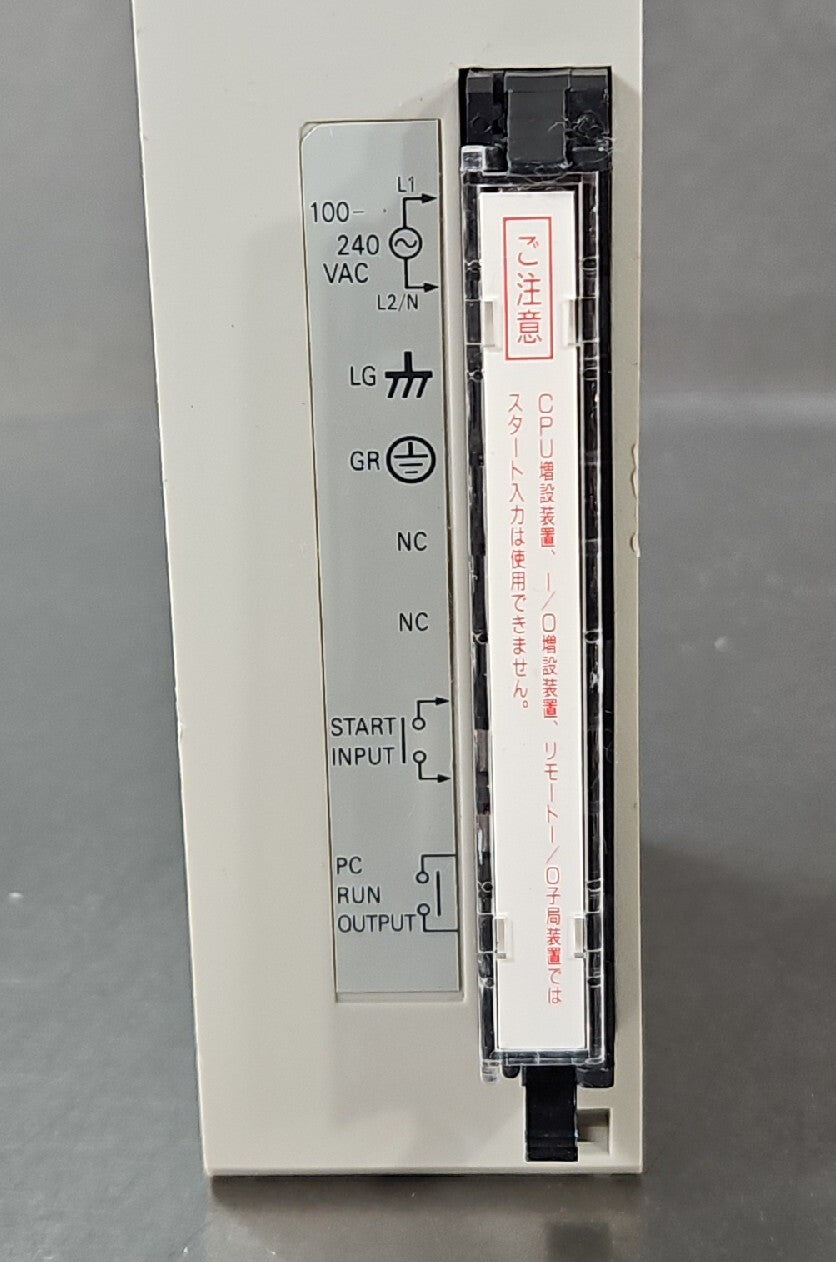 L1
100-
240
VAC
L2/N
LG
GR
NC
NC
START
INPUT
PC
RUN
OUTPUT
ご注意
CPU増設装置、I/O増設装置、リモートI/O子局装置では
スタート入力は使用できません。